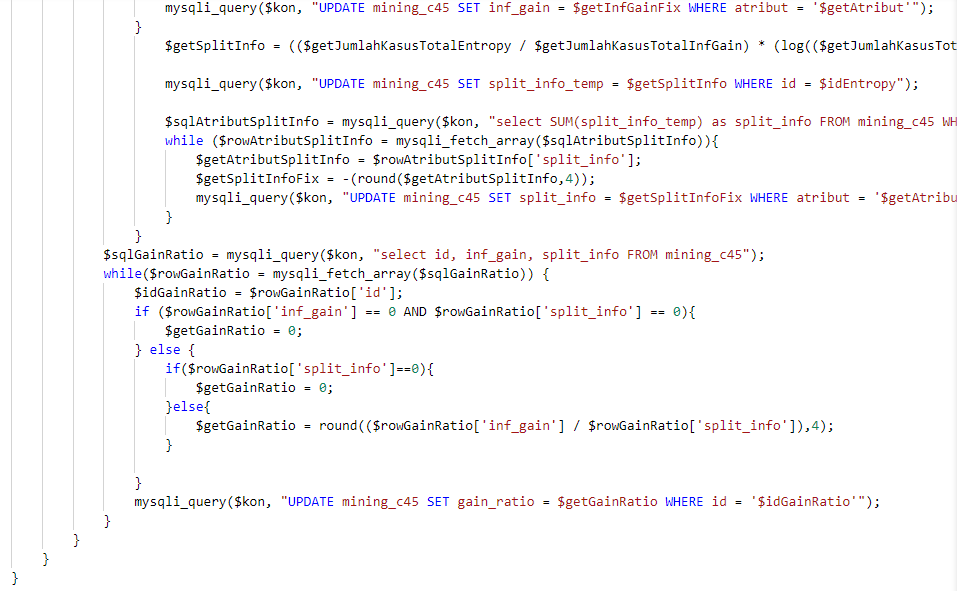 mysqli_query($kon, "UPDATE mining_c45 SET inf_gain = $getInfGainFix WHERE atribut = '$getAtribut'");
}
$getSplitInfo = (($getJumlahKasusTotalEntropy / $getJumlahKasusTotalInfGain) * (log(($getJumlahKasusTot
mysqli_query($kon, "UPDATE mining_c45 SET split_info_temp = $getSplitInfo WHERE id = $idEntropy");
$sqlAtributSplitInfo = mysqli_query($kon, "select SUM(split_info_temp) as split_info FROM mining_c45 WH
while ($rowAtributSplitInfo = mysqli_fetch_array($sqlAtributSplitInfo)){
$getAtributSplitInfo = $rowAtributSplitInfo['split_info'];
$getSplitInfoFix = -(round($getAtributSplitInfo,4));
mysqli_query($kon, "UPDATE mining_c45 SET split_info = $getSplitInfoFix WHERE atribut = '$getAtribu
}
}
$sqlGainRatio = mysqli_query($kon, "select id, inf_gain, split_info FROM mining_c45");
while($rowGainRatio = mysqli_fetch_array($sqlGainRatio)) {
$idGainRatio = $rowGainRatio['id'];
if ($rowGainRatio['inf_gain'] == 0 AND $rowGainRatio['split_info'] == 0){
$getGainRatio = 0;
} else {
if($rowGainRatio['split_info']==0){
$getGainRatio = 0;
}else{
$getGainRatio = round(($rowGainRatio['inf_gain'] / $rowGainRatio['split_info']),4);
}
}
mysqli_query($kon, "UPDATE mining_c45 SET gain_ratio = $getGainRatio WHERE id = '$idGainRatio'");
}
}
}
}